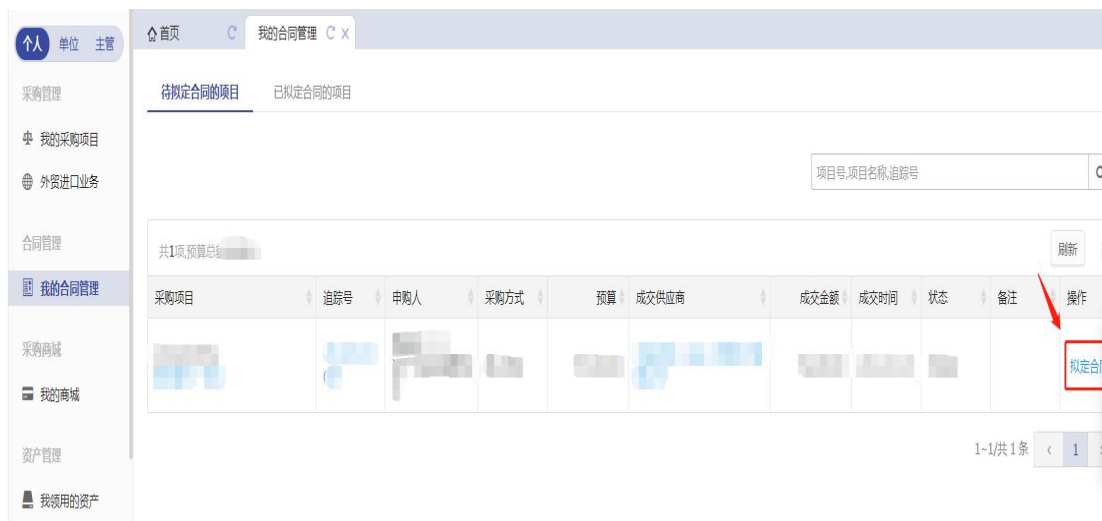 个人 单位 主管
首页
我的合同管理
采购管理
我的采购项目
外贸进口业务
合同管理
我的合同管理
采购商城
我的商城
资产管理
我领用的资产
待拟定合同的项目 已拟定合同的项目
项目号,项目名称,追踪号
共1项,预算总
刷新
采购项目 追踪号 申购人 采购方式 预算 成交供应商 成交金额 成交时间 状态 备注 操作
拟定合
1~1/共1条 1